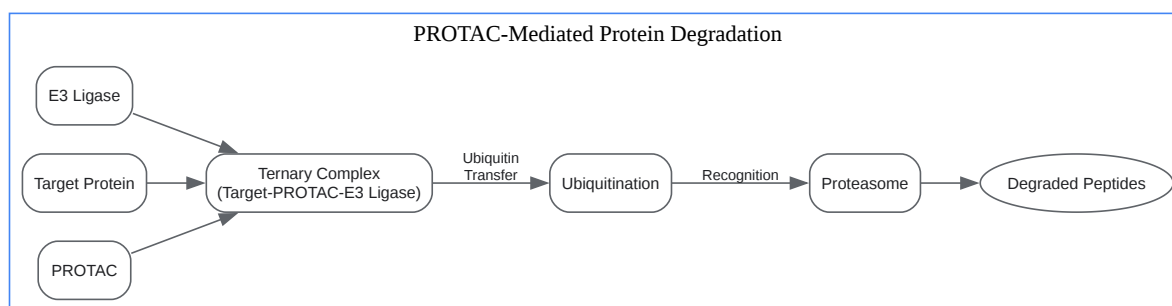 PROTAC-Mediated Protein Degradation
E3 Ligase
Target Protein
PROTAC
Ternary Complex
(Target-PROTAC-E3 Ligase)
Ubiquitin
Transfer
Ubiquitination
Recognition
Proteasome
Degraded Peptides